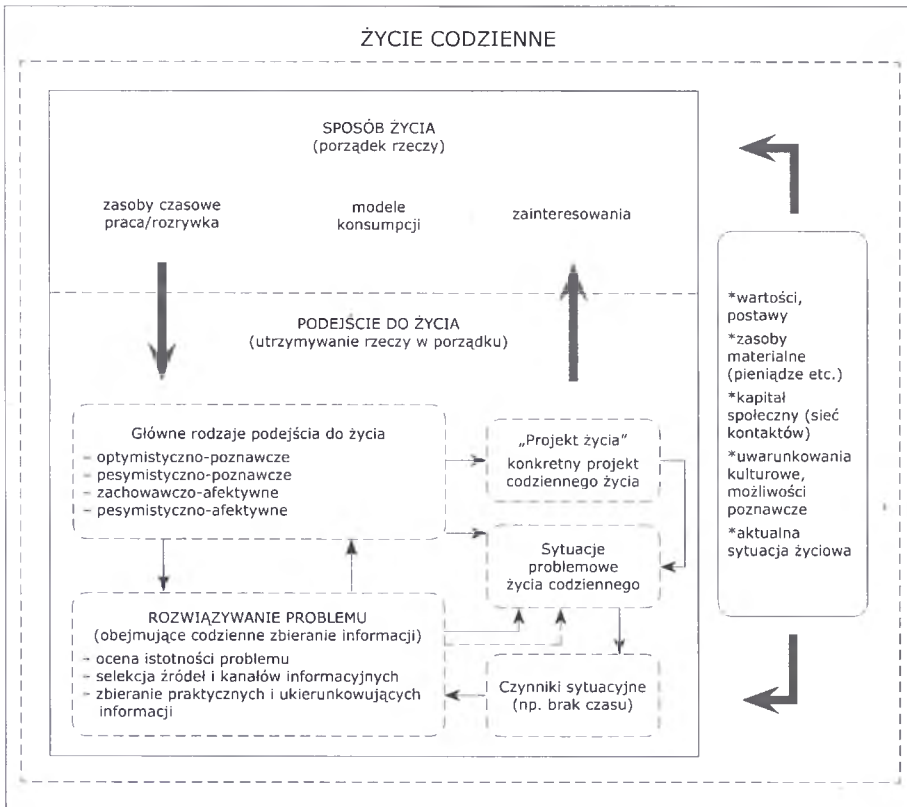 ŻYCIE CODZIENNE
SPOSÓB ŻYCIA
(porządek rzeczy)
zasoby czasowe
praca/rozrywka
modele
konsumpcji
zainteresowania
PODEJŚCIE DO ŻYCIA
(utrzymywanie rzeczy w porządku)
Główne rodzaje podejścia do życia
– optymistyczno-poznawcze
– pesymistyczno-poznawcze
– zachowawczo-afektywne
– pesymistyczno-afektywne
„Projekt życia”
konkretny projekt
codziennego życia
Sytuacje
problemowe
życia codziennego
ROZWIĄZYWANIE PROBLEMU
(obejmujące codzienne zbieranie informacji)
– ocena istotności problemu
– selekcja źródeł i kanałów informacyjnych
– zbieranie praktycznych i ukierunkowujących
informacji
Czynniki sytuacyjne
(np. brak czasu)
*wartości,
postawy
*zasoby
materialne
(pieniądze etc.)
*kapitał
społeczny (sieć
kontaktów)
*uwarunkowania
kulturowe,
możliwości
poznawcze
*aktualna
sytuacja życiowa